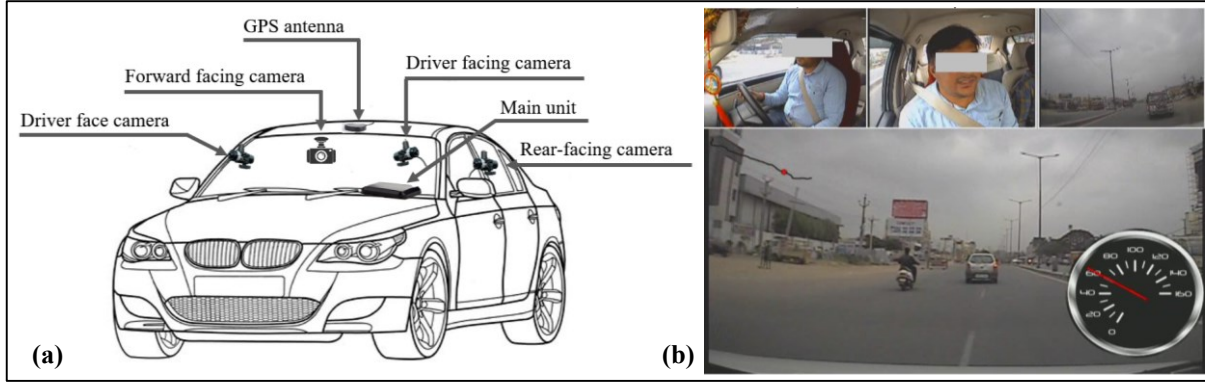 GPS antenna
Forward facing camera
Driver facing camera
Main unit
Driver face camera
Rear-facing camera
(a)
(b)
0
20
40
60
80
100
120
140
160